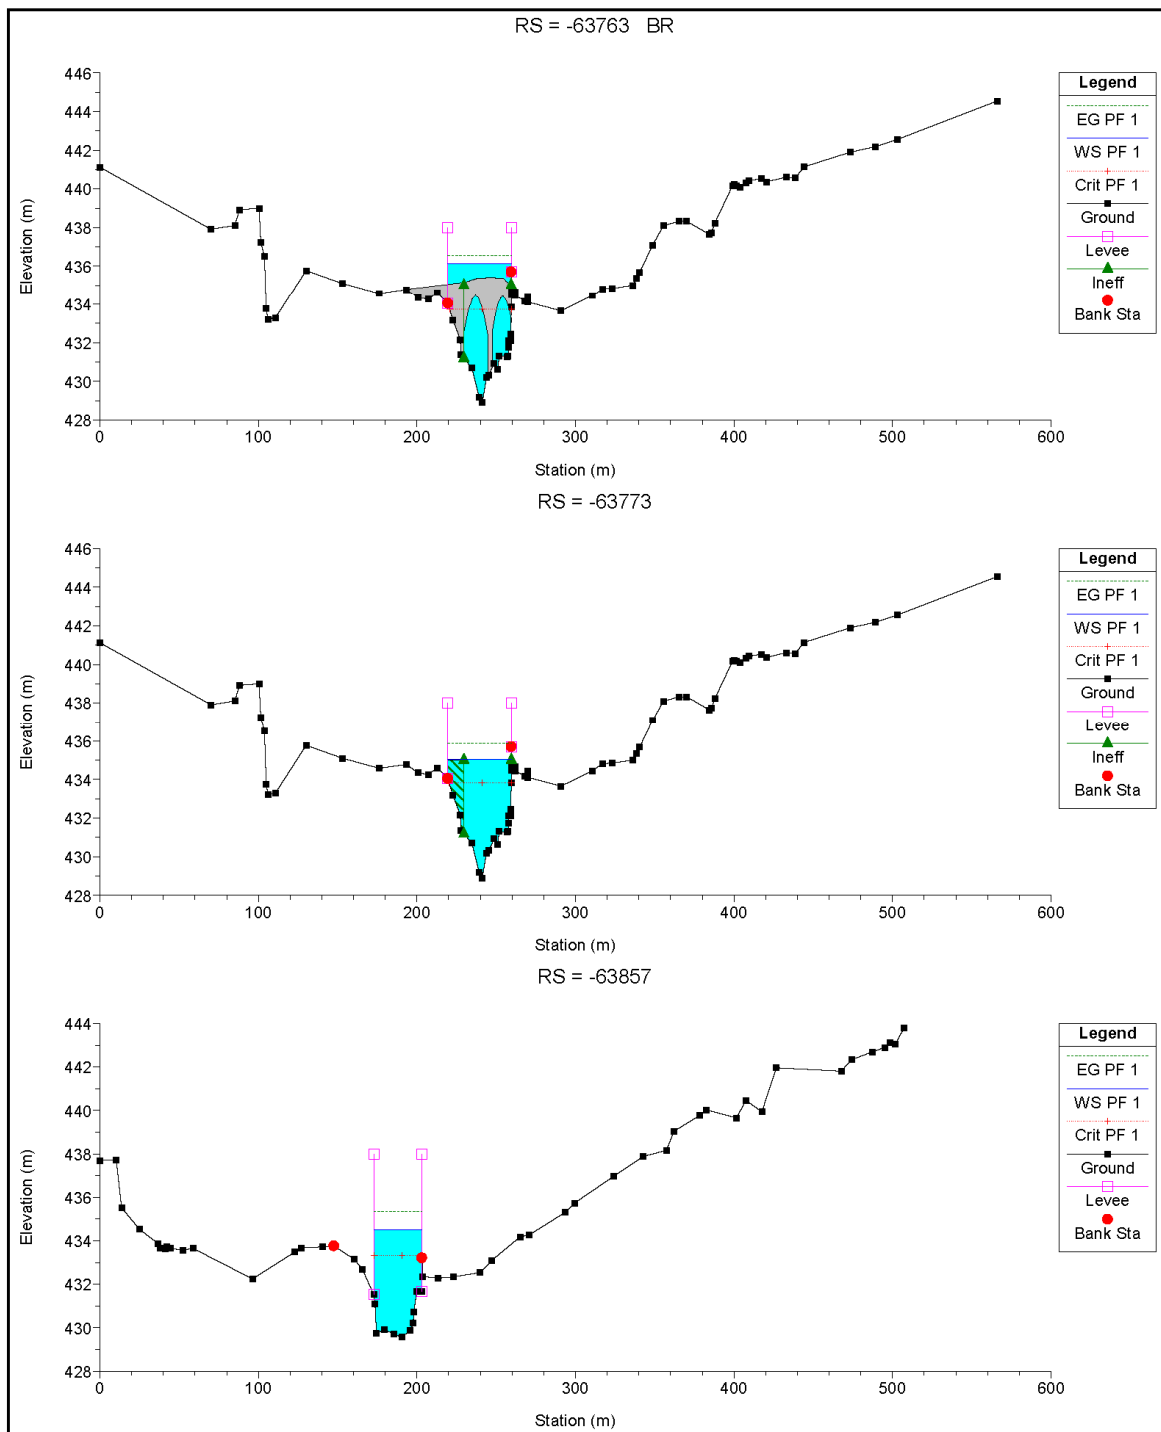 RS = -63763 BR
446
444
442
440
438
436
434
432
430
428
Elevation (m)
0
100
200
300
400
500
600
Station (m)
Legend
EG PF 1
WS PF 1
Crit PF 1
Ground
Levee
Ineff
Bank Sta
RS = -63773
446
444
442
440
438
436
434
432
430
428
Elevation (m)
0
100
200
300
400
500
600
Station (m)
Legend
EG PF 1
WS PF 1
Crit PF 1
Ground
Levee
Ineff
Bank Sta
RS = -63857
444
442
440
438
436
434
432
430
428
Elevation (m)
0
100
200
300
400
500
600
Station (m)
Legend
EG PF 1
WS PF 1
Crit PF 1
Ground
Levee
Bank Sta